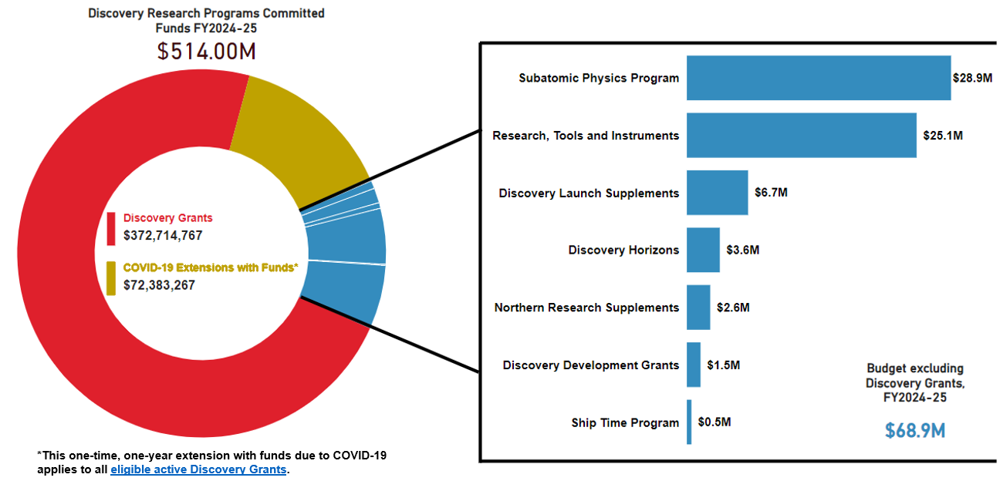 Discovery Research Programs Committed
Funds FY2024-25
$514.00M
Discovery Grants
$372,714,767
COVID-19 Extensions with Funds*
$72,383,267
*This one-time, one-year extension with funds due to COVID-19
applies to all eligible active Discovery Grants.
Subatomic Physics Program
$28.9M
Research, Tools and Instruments
$25.1M
Discovery Launch Supplements
$6.7M
Discovery Horizons
$3.6M
Northern Research Supplements
$2.6M
Discovery Development Grants
$1.5M
Ship Time Program
$0.5M
Budget excluding
Discovery Grants,
FY2024-25
$68.9M